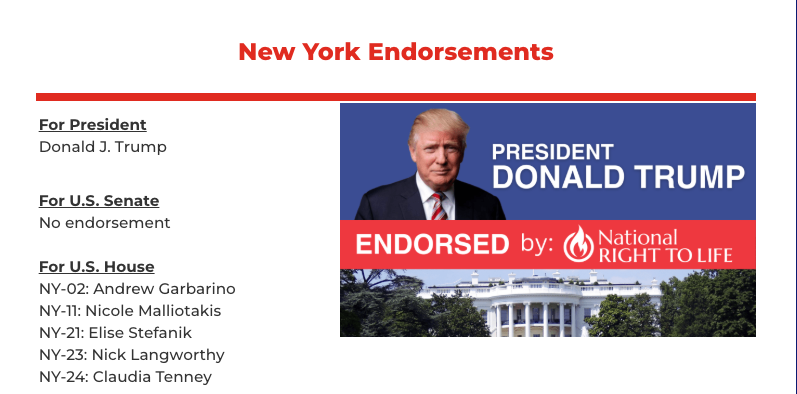 New York Endorsements
For President
Donald J. Trump
For U.S. Senate
No endorsement
For U.S. House
NY-02: Andrew Garbarino
NY-11: Nicole Malliotakis
NY-21: Elise Stefanik
NY-23: Nick Langworthy
NY-24: Claudia Tenney
PRESIDENT
DONALD TRUMP
ENDORSED by: National
RIGHT TO LIFE